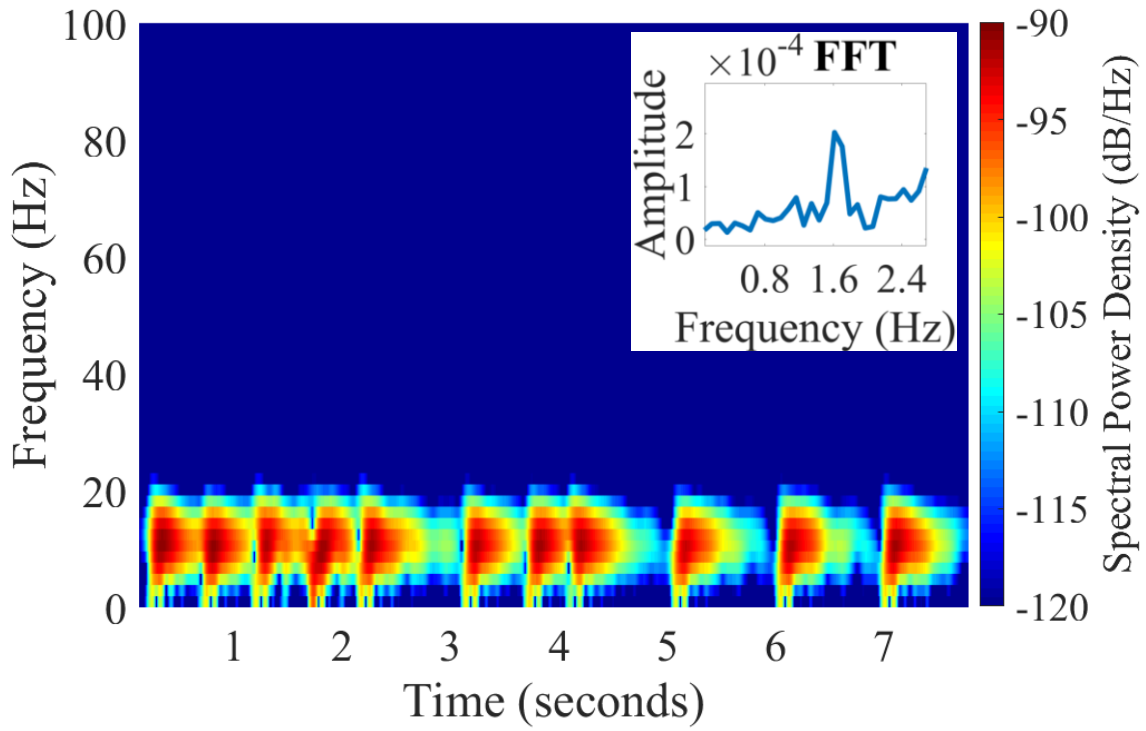 100
80
60
40
20
0
Frequency (Hz)
1 2 3 4 5 6 7
Time (seconds)
×10-4 FFT
2
1
0
Amplitude
0.8 1.6 2.4
Frequency (Hz)
-90
-95
-100
-105
-110
-115
-120
Spectral Power Density (dB/Hz)